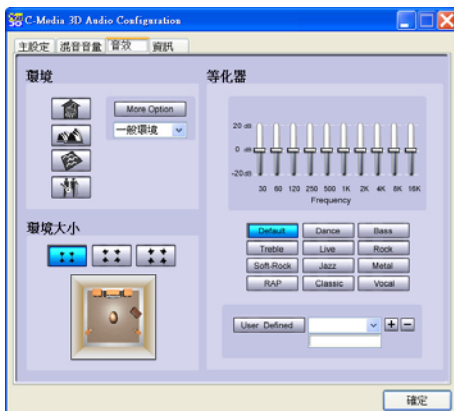 C-Media 3D Audio Configuration
主設定 混音音量 音效 資訊
環境
More Option
一般環境
環境大小
等化器
20 dB
0 dB
-20 dB
30 60 120 250 500 1K 2K 4K 8K 16K
Frequency
Default Dance Bass
Treble Live Rock
Soft-Rock Jazz Metal
RAP Classic Vocal
User Defined
確定